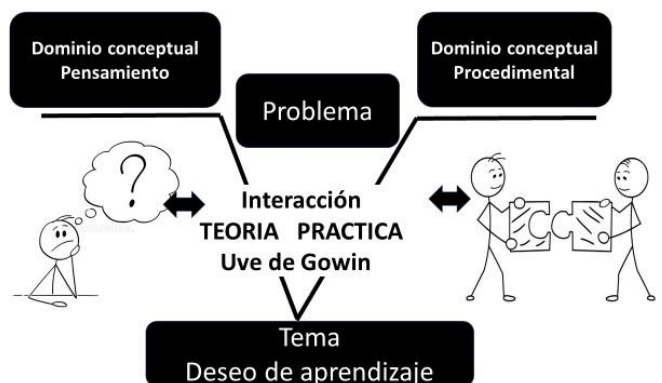 Dominio conceptual
Pensamiento
Dominio conceptual
Procedimental
Problema
?
Interacción
TEORIA PRACTICA
Uve de Gowin
Tema
Deseo de aprendizaje